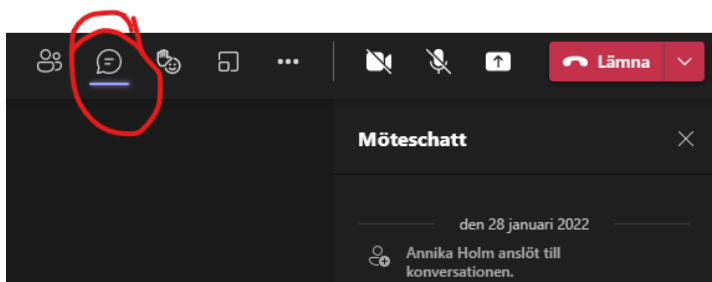 Lämna
Möteschatt
den 28 januari 2022
Annika Holm anslöt till
konversationen.